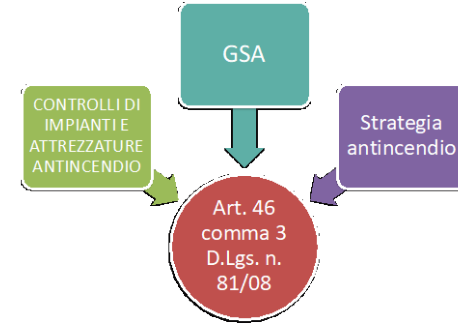 GSA
CONTROLLI DI
IMPIANTI E
ATTREZZATURE
ANTINCENDIO
Strategia
antincendio
Art. 46
comma 3
D.Lgs. n.
81/08